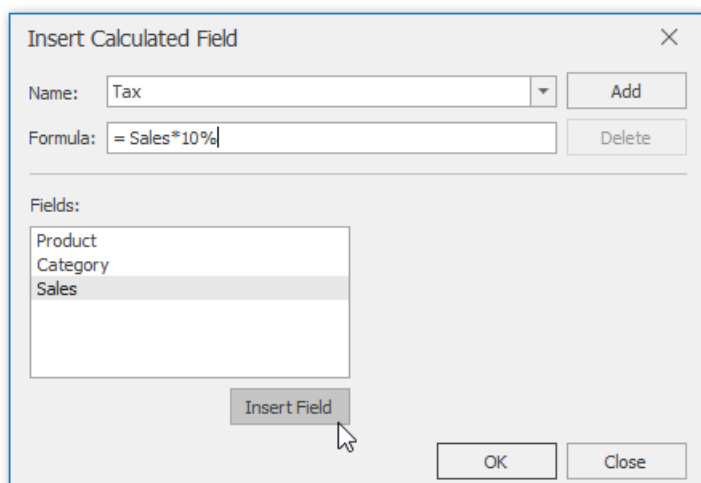 Insert Calculated Field
Name: Tax Add
Formula: = Sales*10% Delete
Fields:
Product
Category
Sales
Insert Field
OK Close